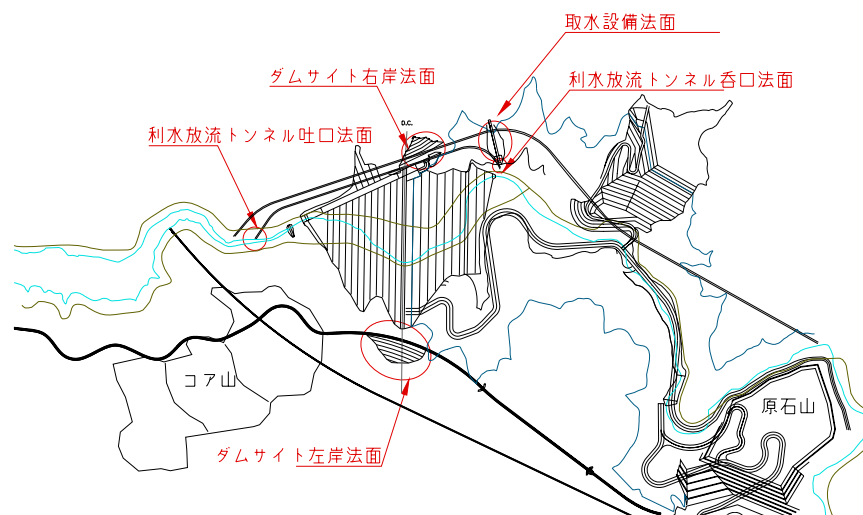 取水設備法面
ダムサイト右岸法面
利水放流トンネル呑口法面
D.C.
利水放流トンネル吐口法面
コア山
原石山
ダムサイト左岸法面